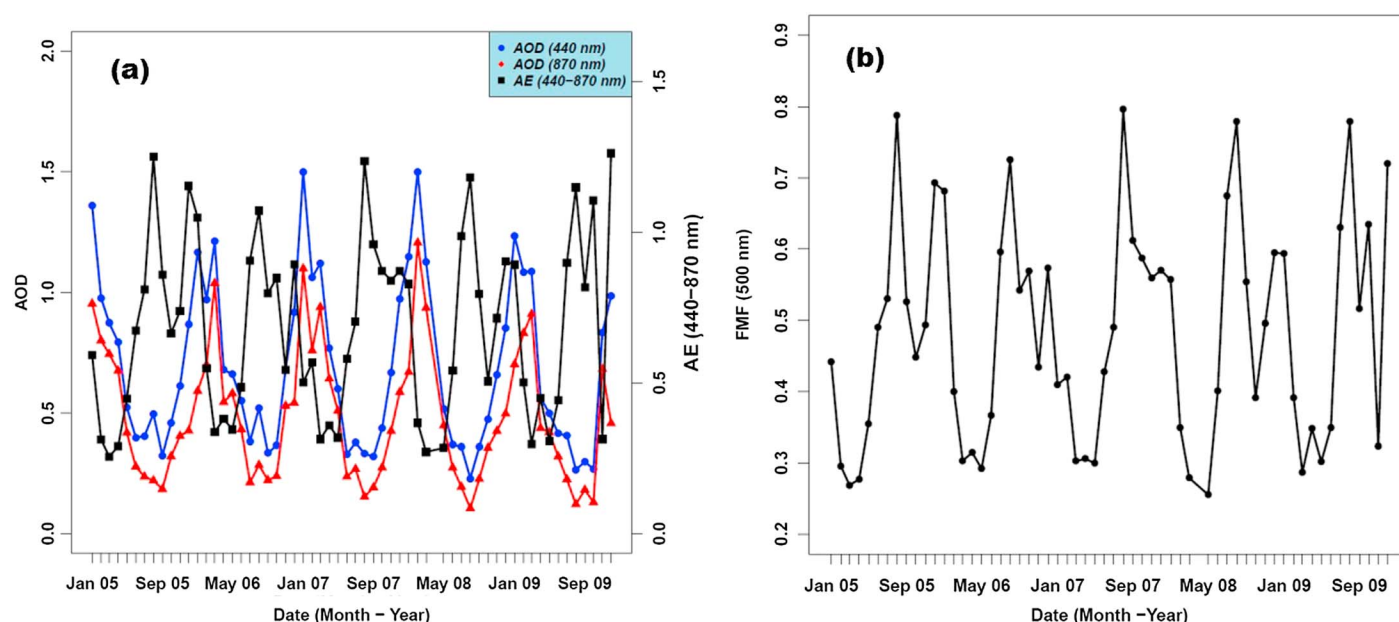 (a)
AOD (440 nm)
AOD (870 nm)
AE (440−870 nm)
2.0
1.5
1.0
0.5
0.0
AOD
1.5
1.0
0.5
0.0
AE (440−870 nm)
Jan 05 Sep 05 May 06 Jan 07 Sep 07 May 08 Jan 09 Sep 09
Date (Month − Year)
(b)
0.9
0.8
0.7
0.6
0.5
0.4
0.3
0.2
FMF (500 nm)
Jan 05 Sep 05 May 06 Jan 07 Sep 07 May 08 Jan 09 Sep 09
Date (Month−Year)